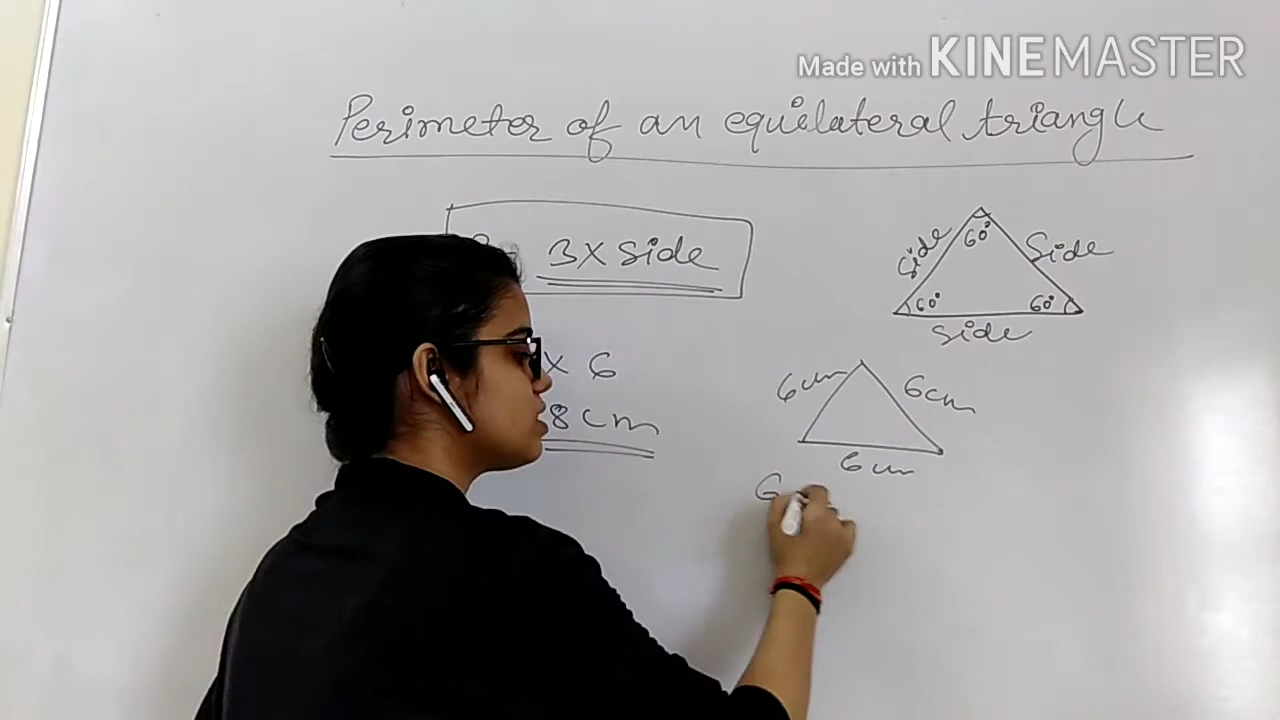 Made with KINEMASTER
Perimeter of an equilateral triangle
3 X Side
Side
Side
60°
60°
60°
Side
X 6
8 cm
6cm
6cm
6cm
6